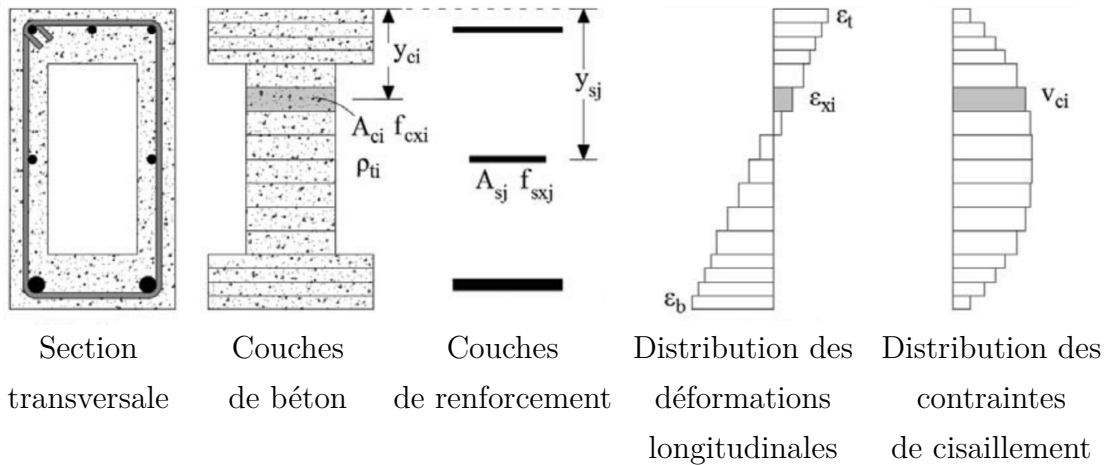 ε_t
y_ci
y_sj
ε_xi
v_ci
A_ci f_cxi
ρ_ti
A_sj f_sxj
ε_b
Section
transversale
Couches
de béton
Couches
de renforcement
Distribution des
déformations
longitudinales
Distribution des
contraintes
de cisaillement